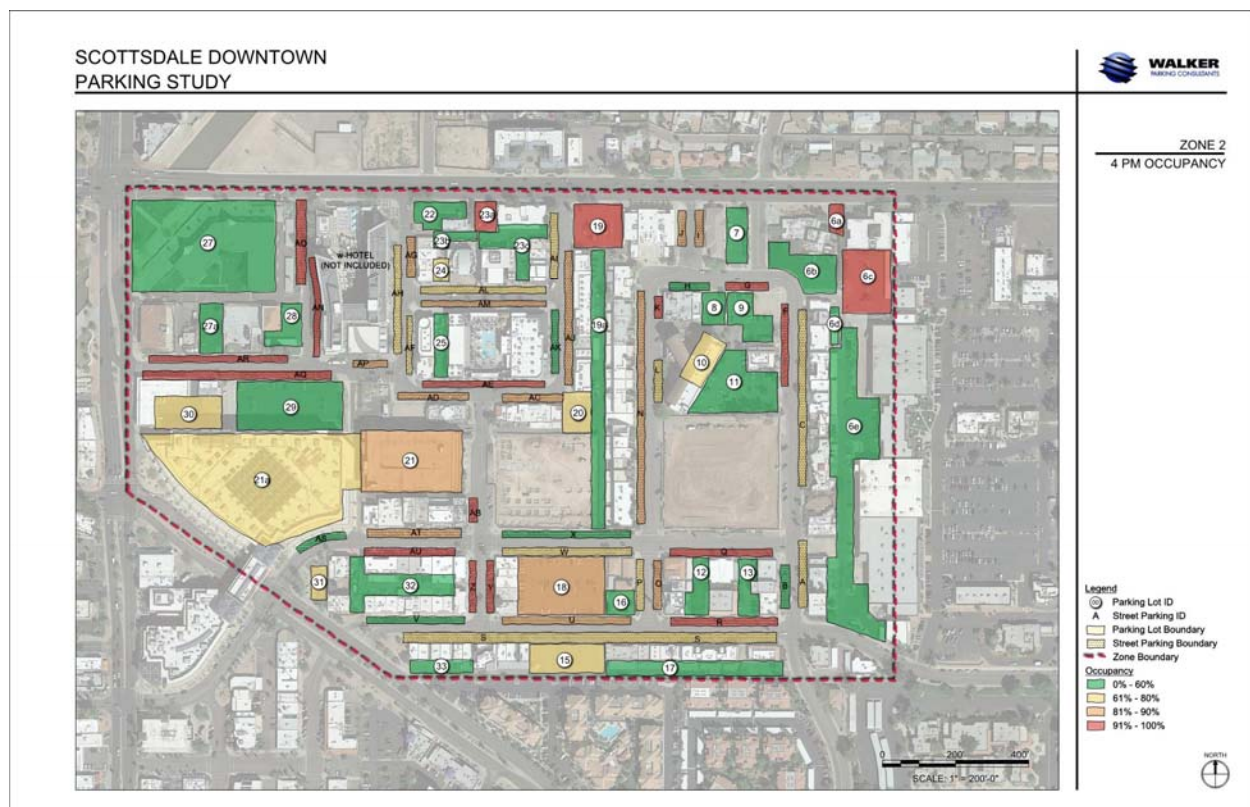 SCOTTSDALE DOWNTOWN
PARKING STUDY
WALKER
PARKING CONSULTANTS
ZONE 2
4 PM OCCUPANCY
27
AO
w-HOTEL
(NOT INCLUDED)
22
23a
23b
23c
24
AG
AH
AI
19
J
I
7
6a
6b
6c
27a
28
AN
AL
AM
AF
25
AK
AJ
19a
H
G
K
8
9
F
6d
AR
AP
AQ
AE
AD
AC
10
L
11
N
C
30
29
20
6e
21a
21
AB
AS
AT
X
AU
W
Q
31
32
Z
Y
18
P
O
16
12
13
B
A
V
U
R
S
S
33
15
17
Legend
00 Parking Lot ID
A Street Parking ID
Parking Lot Boundary
Street Parking Boundary
Zone Boundary
Occupancy
0% - 60%
61% - 80%
81% - 90%
91% - 100%
0 200' 400'
SCALE: 1" = 200'-0"
NORTH